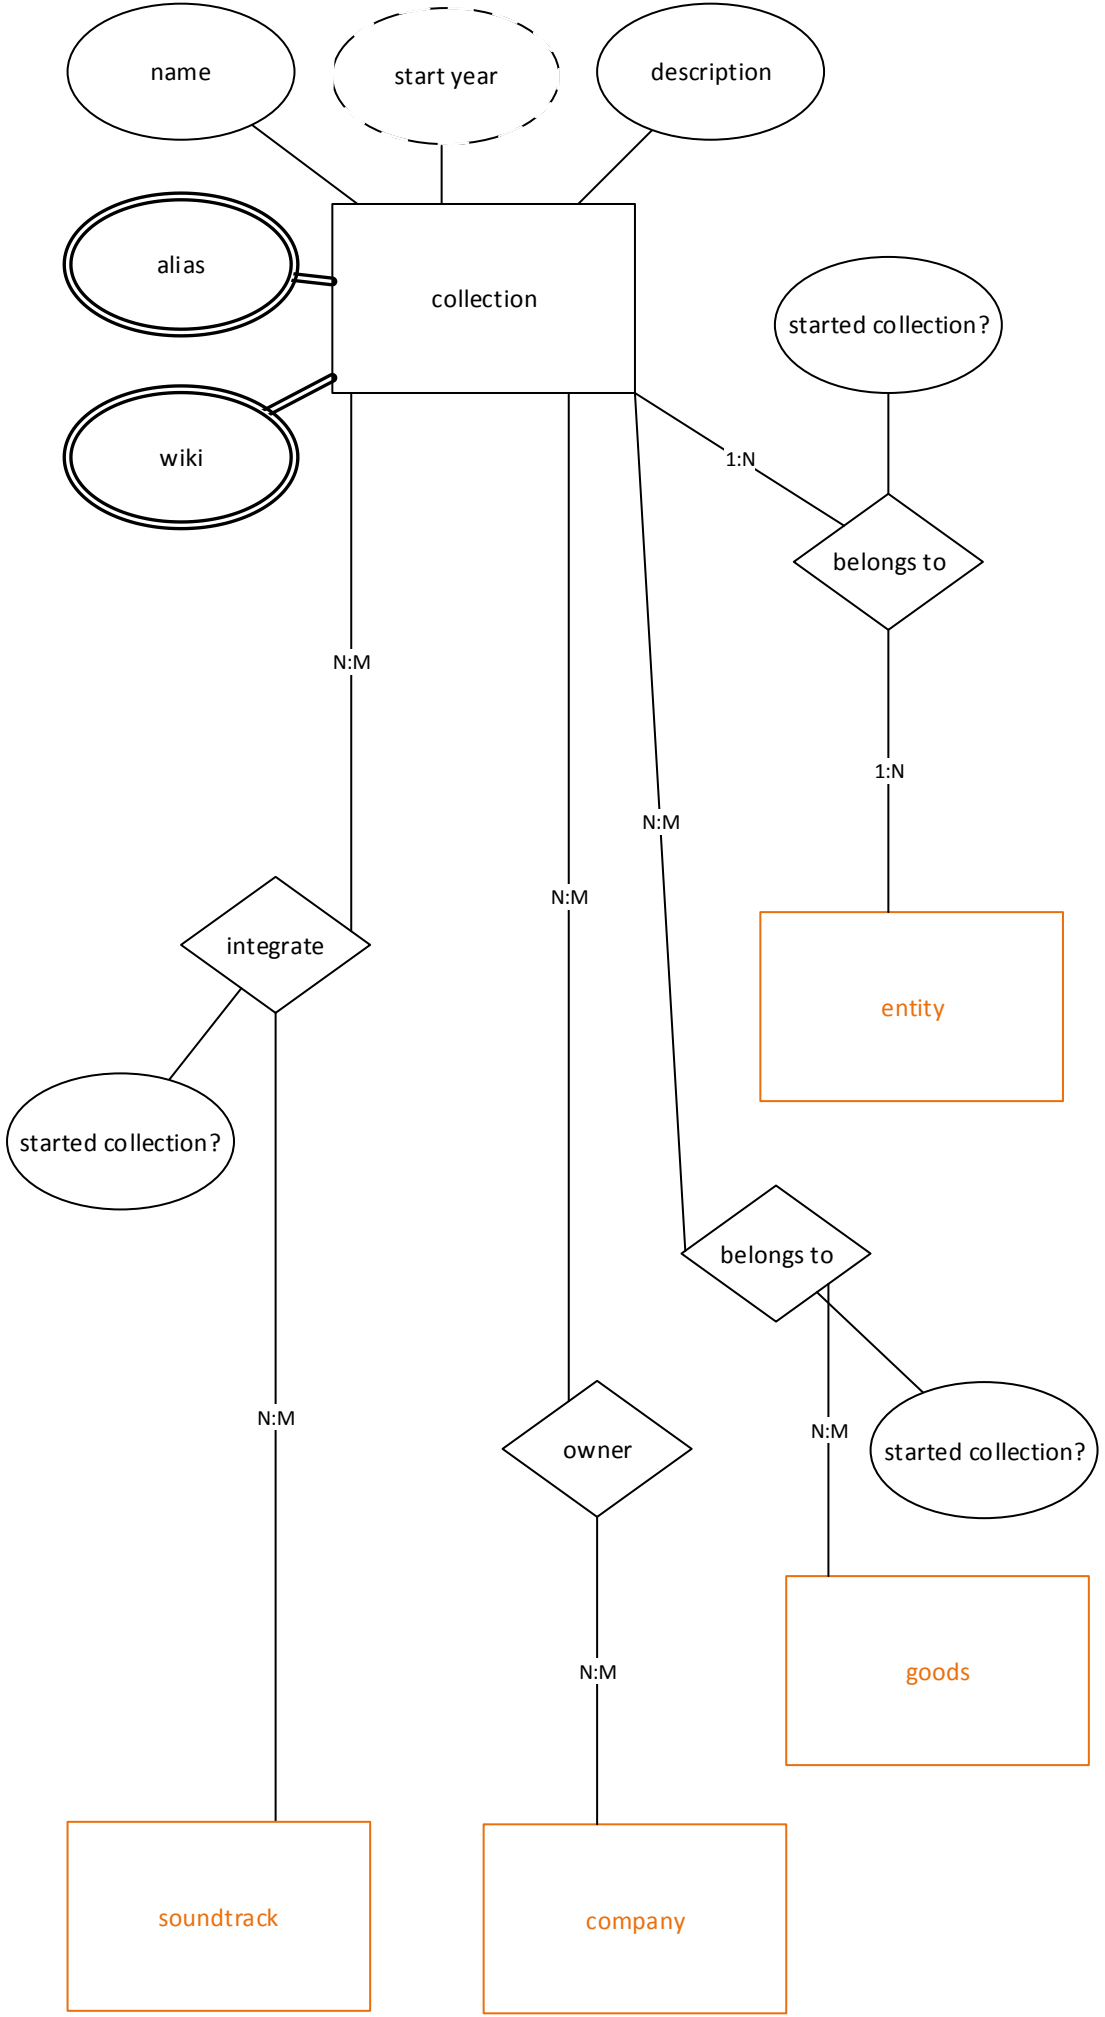 name
start year
description
alias
collection
started collection?
wiki
1:N
belongs to
N:M
1:N
N:M
N:M
integrate
entity
started collection?
belongs to
N:M
N:M
owner
started collection?
N:M
goods
soundtrack
company